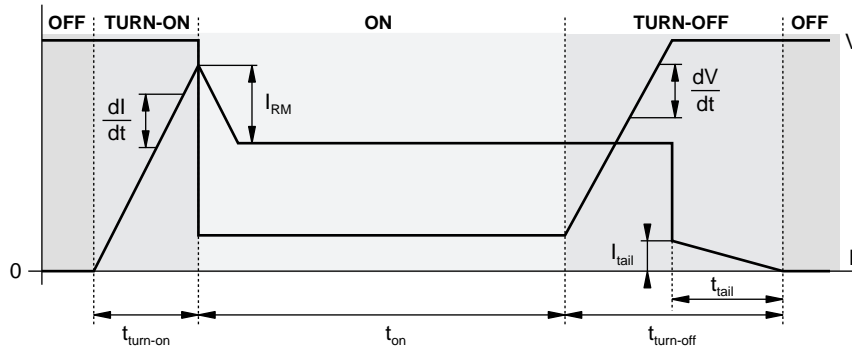 OFF TURN-ON ON TURN-OFF OFF
V
dI
dt
I_RM
dV
dt
I_tail
0
I
t_tail
t_turn-on
t_on
t_turn-off